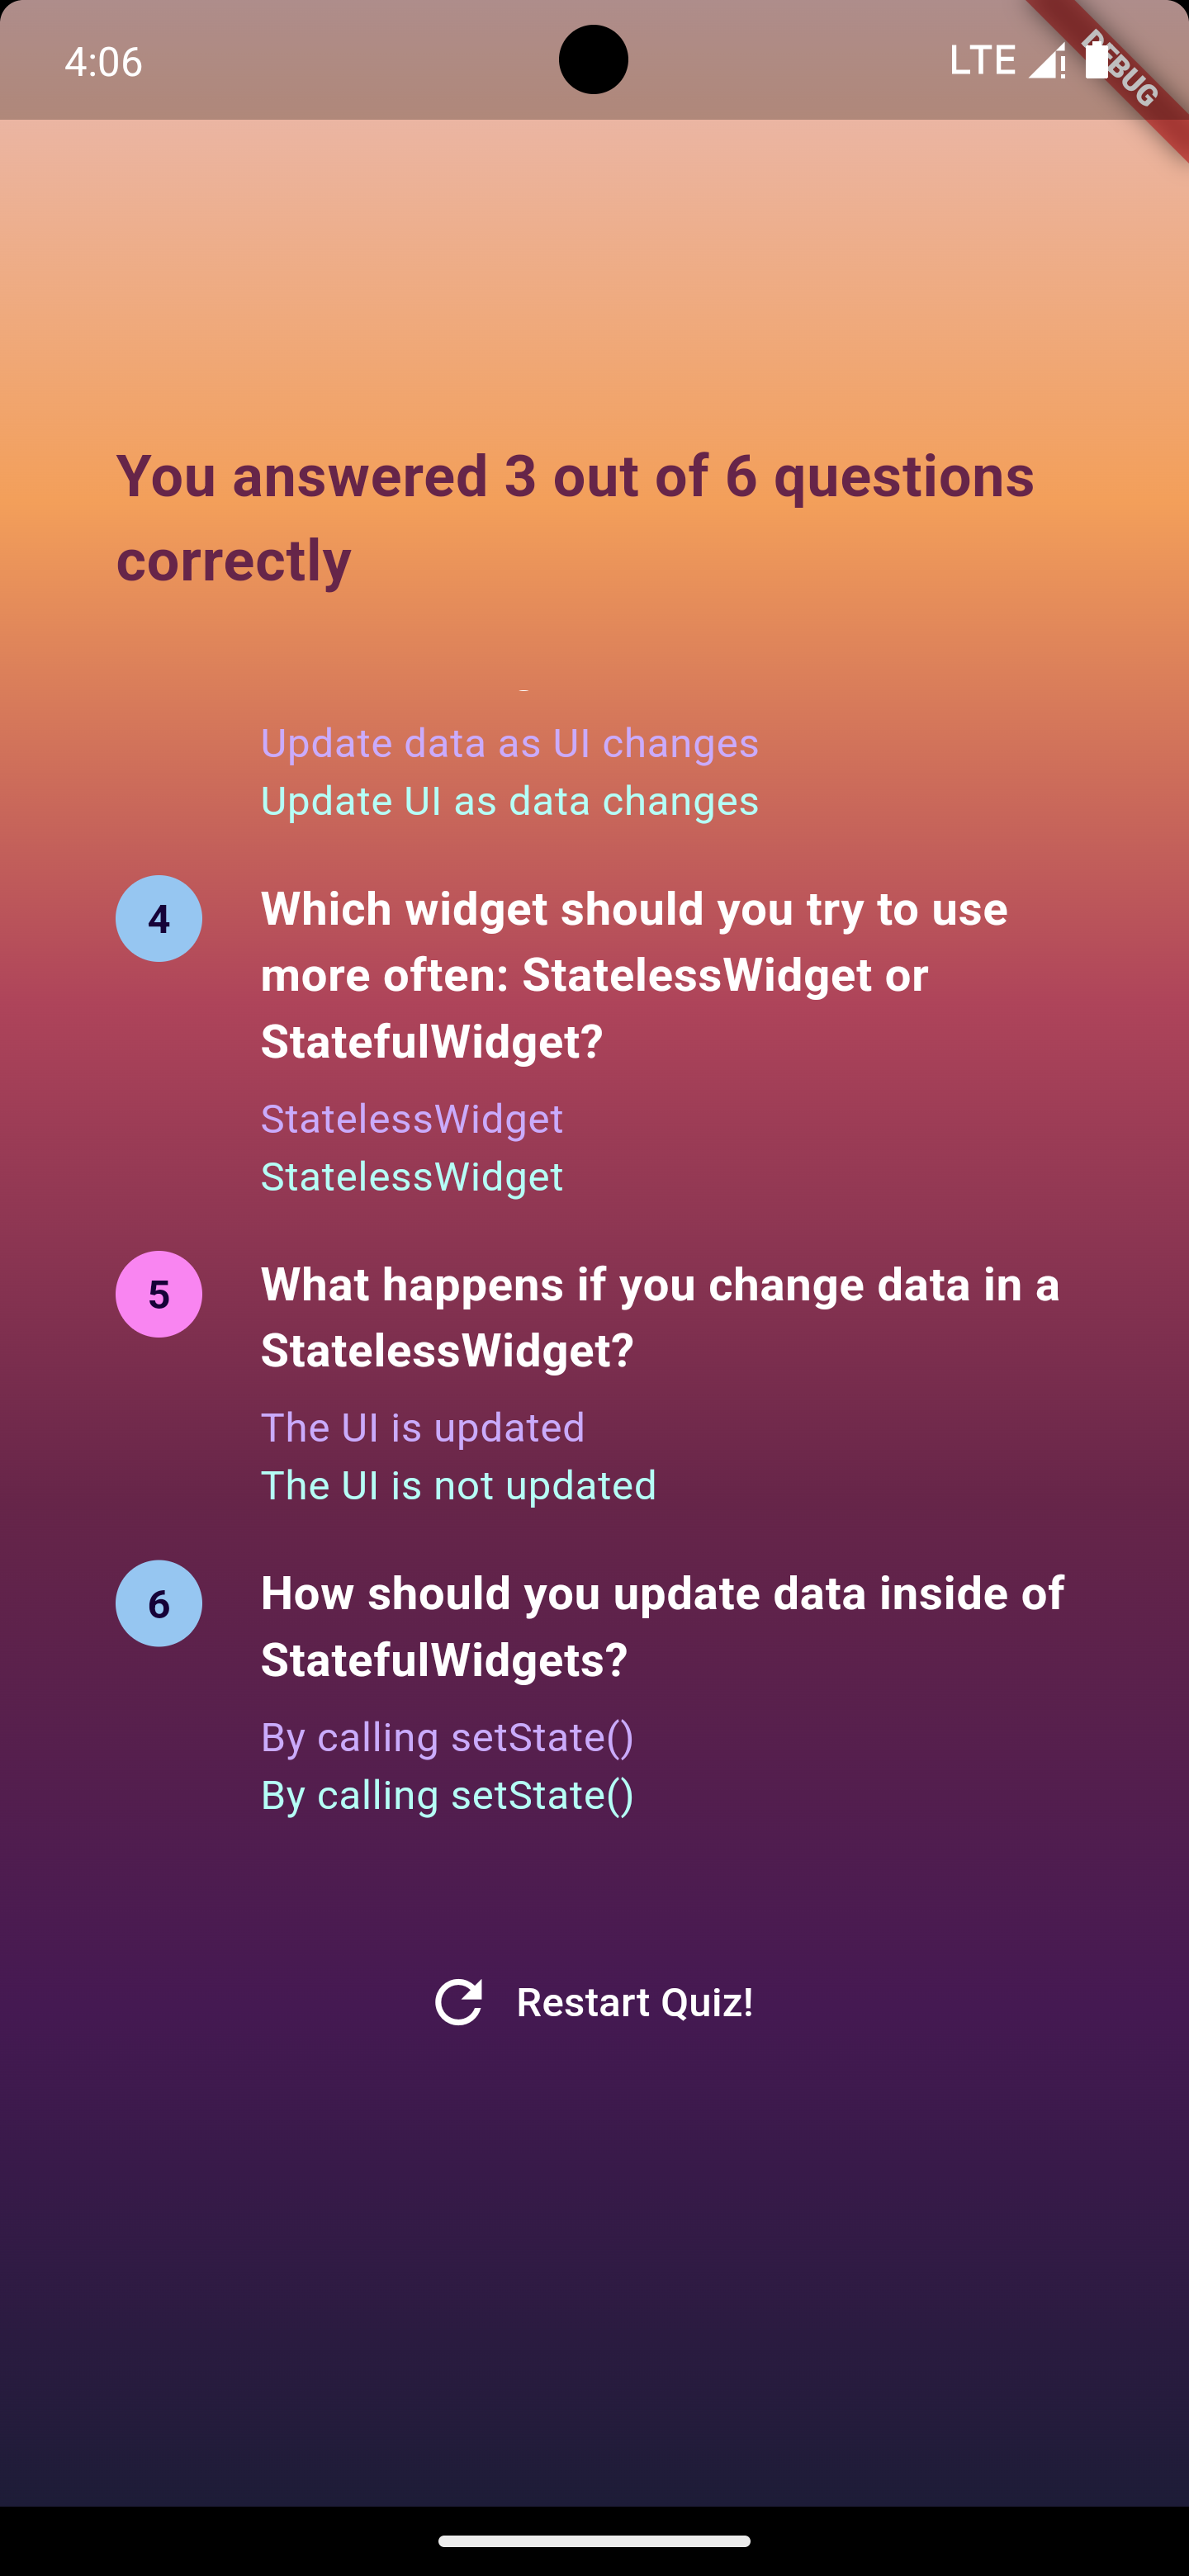 4:06
LTE
DEBUG
You answered 3 out of 6 questions
correctly
Update data as UI changes
Update UI as data changes
4
Which widget should you try to use
more often: StatelessWidget or
StatefulWidget?
StatelessWidget
StatelessWidget
5
What happens if you change data in a
StatelessWidget?
The UI is updated
The UI is not updated
6
How should you update data inside of
StatefulWidgets?
By calling setState()
By calling setState()
Restart Quiz!